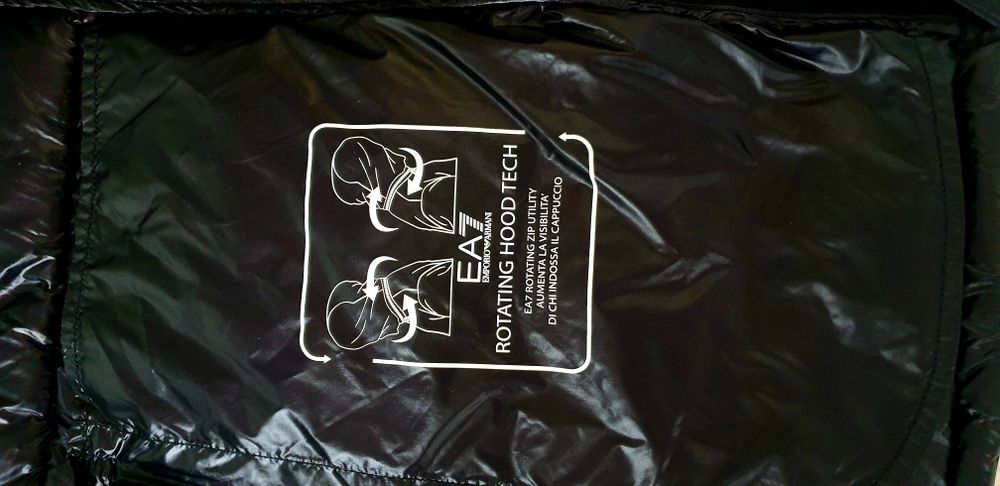 EA7
EMPORIO ARMANI
ROTATING HOOD TECH
EA7 ROTATING ZIP UTILITY
AUMENTA LA VISIBILITA'
DI CHI INDOSSA IL CAPPUCCIO